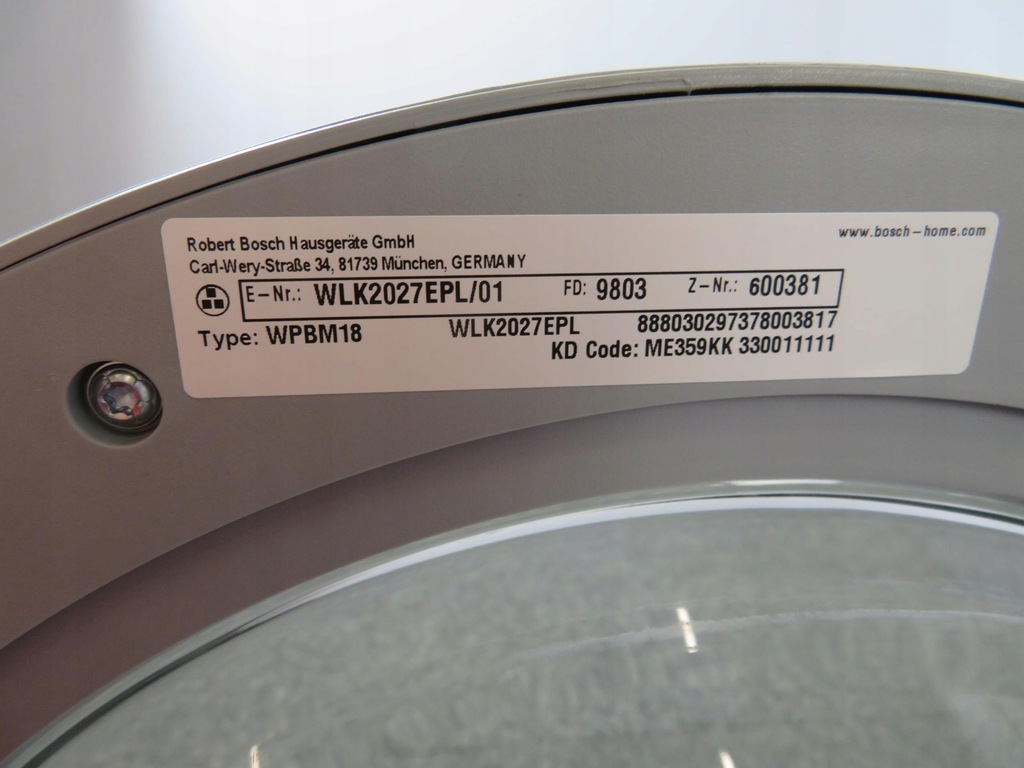 Robert Bosch Hausgeräte GmbH
www.bosch-home.com
Carl-Wery-Straße 34, 81739 München, GERMANY
E-Nr.: WLK2027EPL/01 FD: 9803 Z-Nr.: 600381
Type: WPBM18 WLK2027EPL 888030297378003817
KD Code: ME359KK 330011111